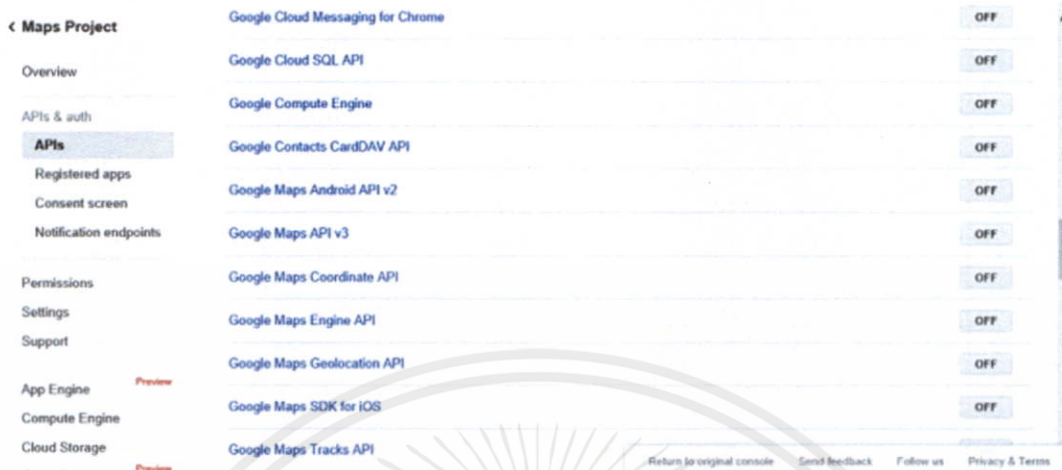 < Maps Project
Overview
APIs & auth
APIs
Registered apps
Consent screen
Notification endpoints
Permissions
Settings
Support
App Engine Preview
Compute Engine
Cloud Storage
Preview
Google Cloud Messaging for Chrome OFF
Google Cloud SQL API OFF
Google Compute Engine OFF
Google Contacts CardDAV API OFF
Google Maps Android API v2 OFF
Google Maps API v3 OFF
Google Maps Coordinate API OFF
Google Maps Engine API OFF
Google Maps Geolocation API OFF
Google Maps SDK for iOS OFF
Google Maps Tracks API
Return to original console Send feedback Follow us Privacy & Terms